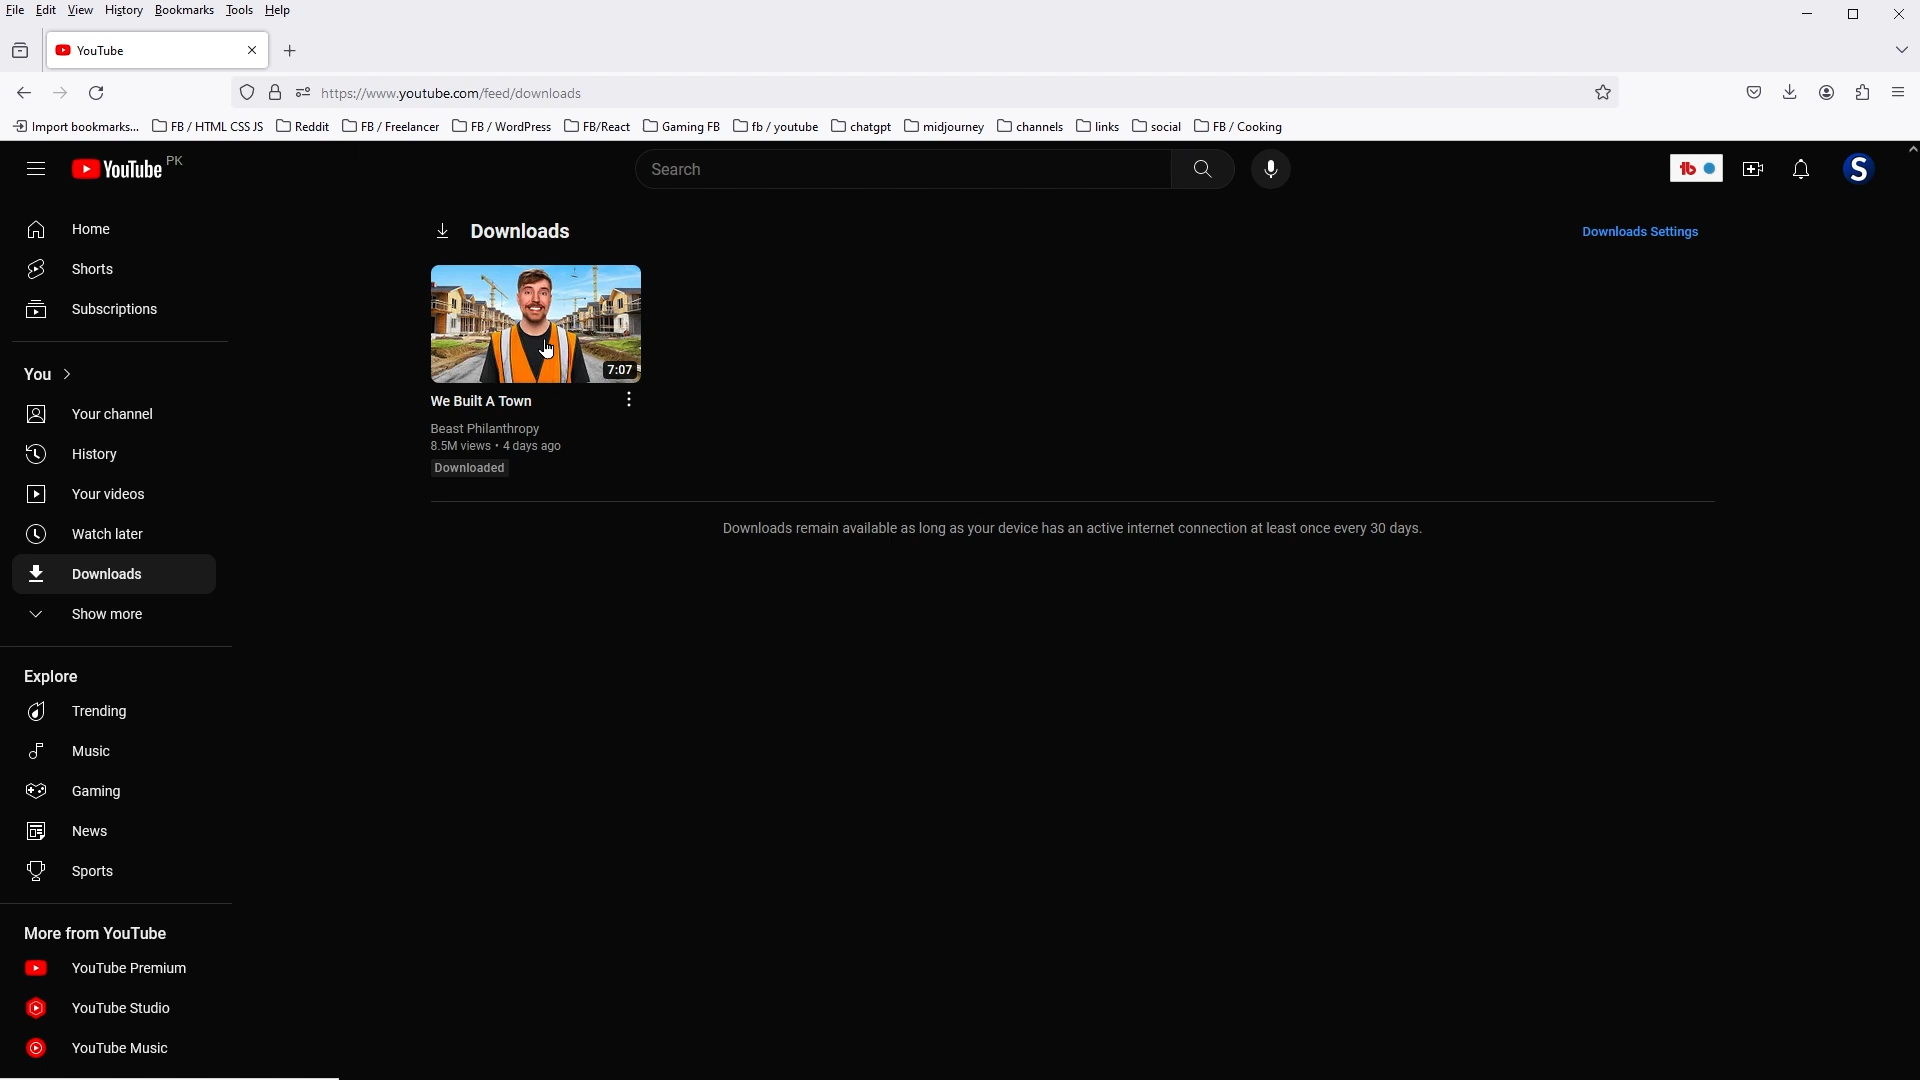 File Edit View History Bookmarks Tools Help
YouTube
https://www.youtube.com/feed/downloads
Import bookmarks... FB / HTML CSS JS Reddit FB / Freelancer FB / WordPress FB/React Gaming FB fb / youtube chatgpt midjourney channels links social FB / Cooking
YouTube PK
Search
tb
S
Home
Shorts
Subscriptions
You
Your channel
History
Your videos
Watch later
Downloads
Show more
Explore
Trending
Music
Gaming
News
Sports
More from YouTube
YouTube Premium
YouTube Studio
YouTube Music
Downloads
Downloads Settings
7:07
We Built A Town
Beast Philanthropy
8.5M views • 4 days ago
Downloaded
Downloads remain available as long as your device has an active internet connection at least once every 30 days.